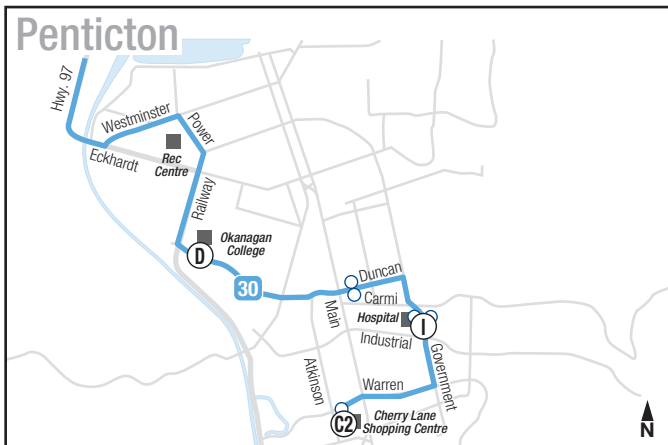 Penticton
Hwy. 97
Westminster
Power
Eckhardt
Rec
Centre
Railway
Okanagan
College
D
30
Duncan
Carmi
Main
Hospital
I
Industrial
Government
Atkinson
Warren
C2
Cherry Lane
Shopping Centre
N